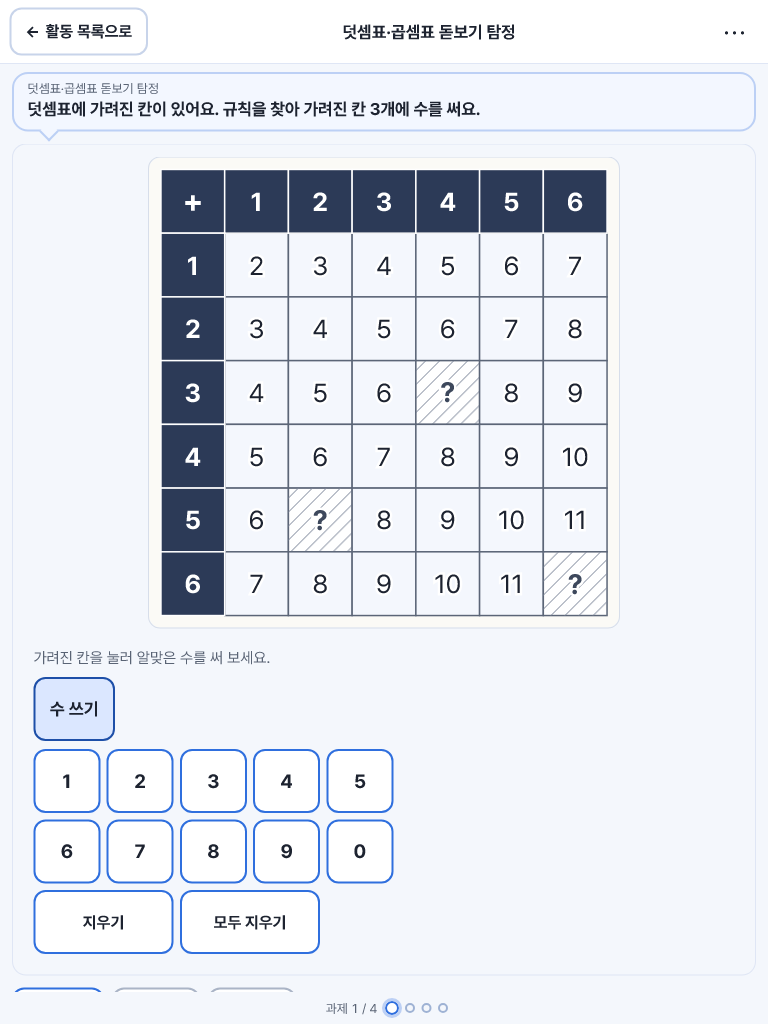 ← 활동 목록으로
덧셈표·곱셈표 돋보기 탐정
···
덧셈표·곱셈표 돋보기 탐정
덧셈표에 가려진 칸이 있어요. 규칙을 찾아 가려진 칸 3개에 수를 써요.
+ 1 2 3 4 5 6
1 2 3 4 5 6 7
2 3 4 5 6 7 8
3 4 5 6 ? 8 9
4 5 6 7 8 9 10
5 6 ? 8 9 10 11
6 7 8 9 10 11 ?
가려진 칸을 눌러 알맞은 수를 써 보세요.
수 쓰기
1 2 3 4 5
6 7 8 9 0
지우기 모두 지우기
과제 1 / 4